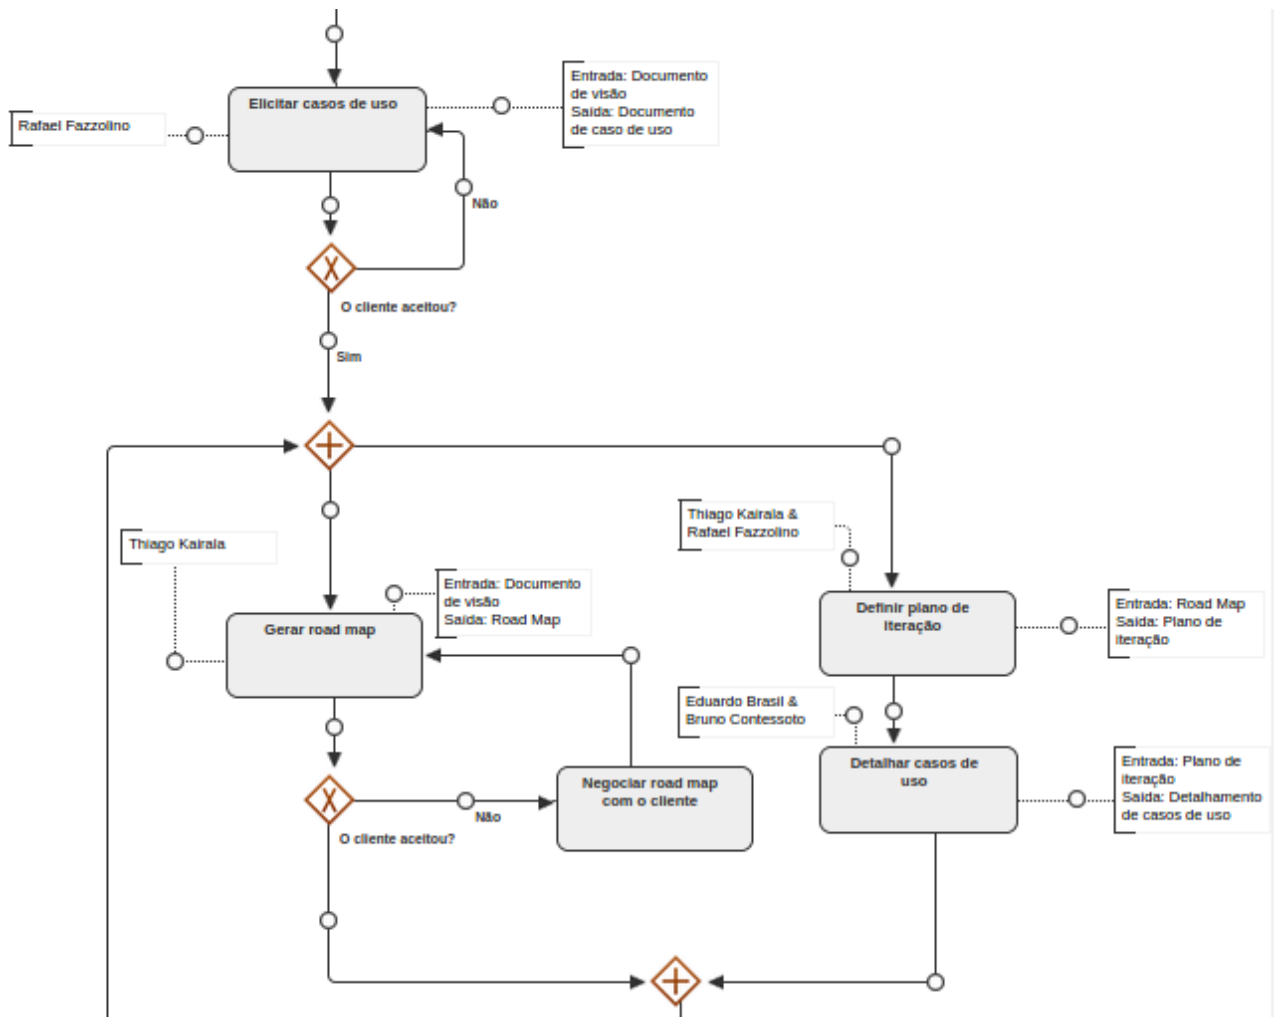 Elicitar casos de uso
Entrada: Documento
de visão
Saída: Documento
de caso de uso
Rafael Fazzolino
Não
O cliente aceitou?
Sim
Thiago Kairala
Entrada: Documento
de visão
Saída: Road Map
Gerar road map
Thiago Kairala &
Rafael Fazzolino
Definir plano de
iteração
Entrada: Road Map
Saída: Plano de
iteração
Eduardo Brasil &
Bruno Contessoto
Detalhar casos de
uso
Entrada: Plano de
iteração
Saída: Detalhamento
de casos de uso
Negociar road map
com o cliente
Não
O cliente aceitou?